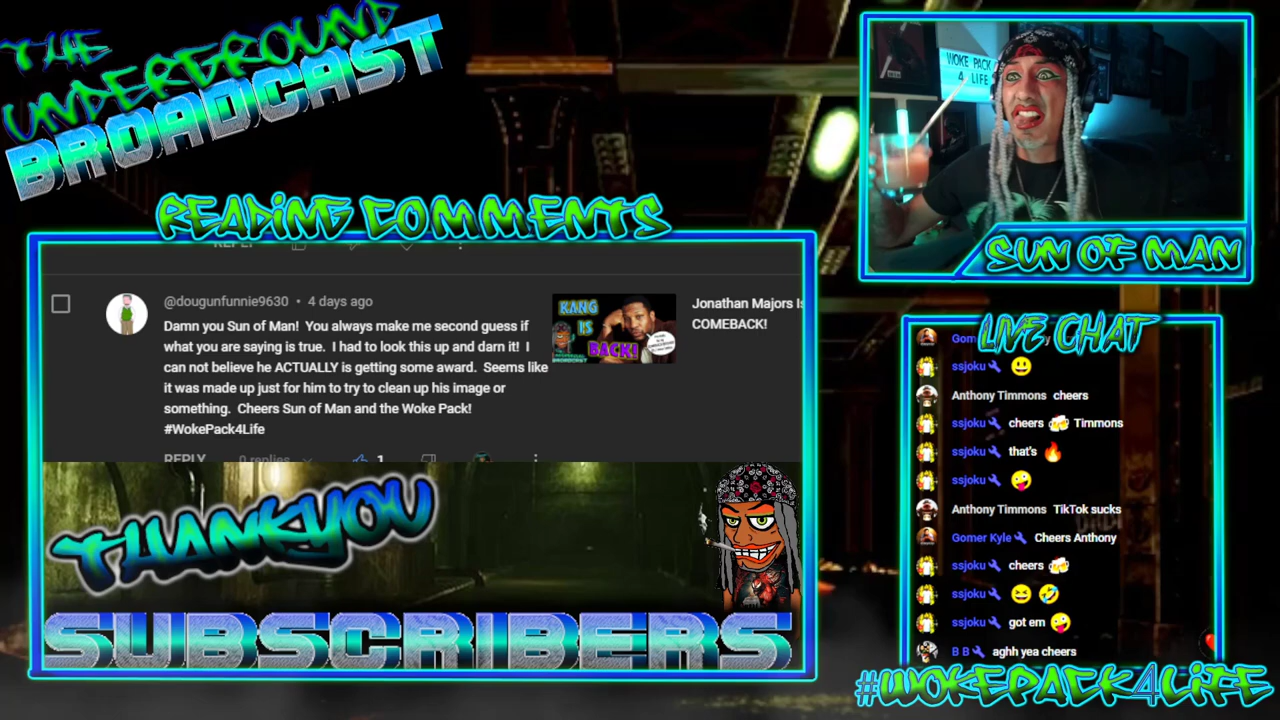 THE
UNDERGROUND
BROADCAST
WOKE PACK
4 LIFE
SUN OF MAN
READING COMMENTS
REPLY
@dougunfunnie9630 • 4 days ago
Damn you Sun of Man! You always make me second guess if
what you are saying is true. I had to look this up and darn it! I
can not believe he ACTUALLY is getting some award. Seems like
it was made up just for him to try to clean up his image or
something. Cheers Sun of Man and the Woke Pack!
#WokePack4Life
REPLY 0 replies 1
KANG
IS
BACK!
Jonathan Majors Is
COMEBACK!
THANKYOU
SUBSCRIBERS
LIVE CHAT
Gom
ssjoku 😃
Anthony Timmons cheers
ssjoku cheers 🍻 Timmons
ssjoku that's 🔥
ssjoku 🤪
Anthony Timmons TikTok sucks
Gomer Kyle Cheers Anthony
ssjoku cheers 🍻
ssjoku 😆 🤣
ssjoku got em 🤪
B B aghh yea cheers
#WOKEPACK4LIFE